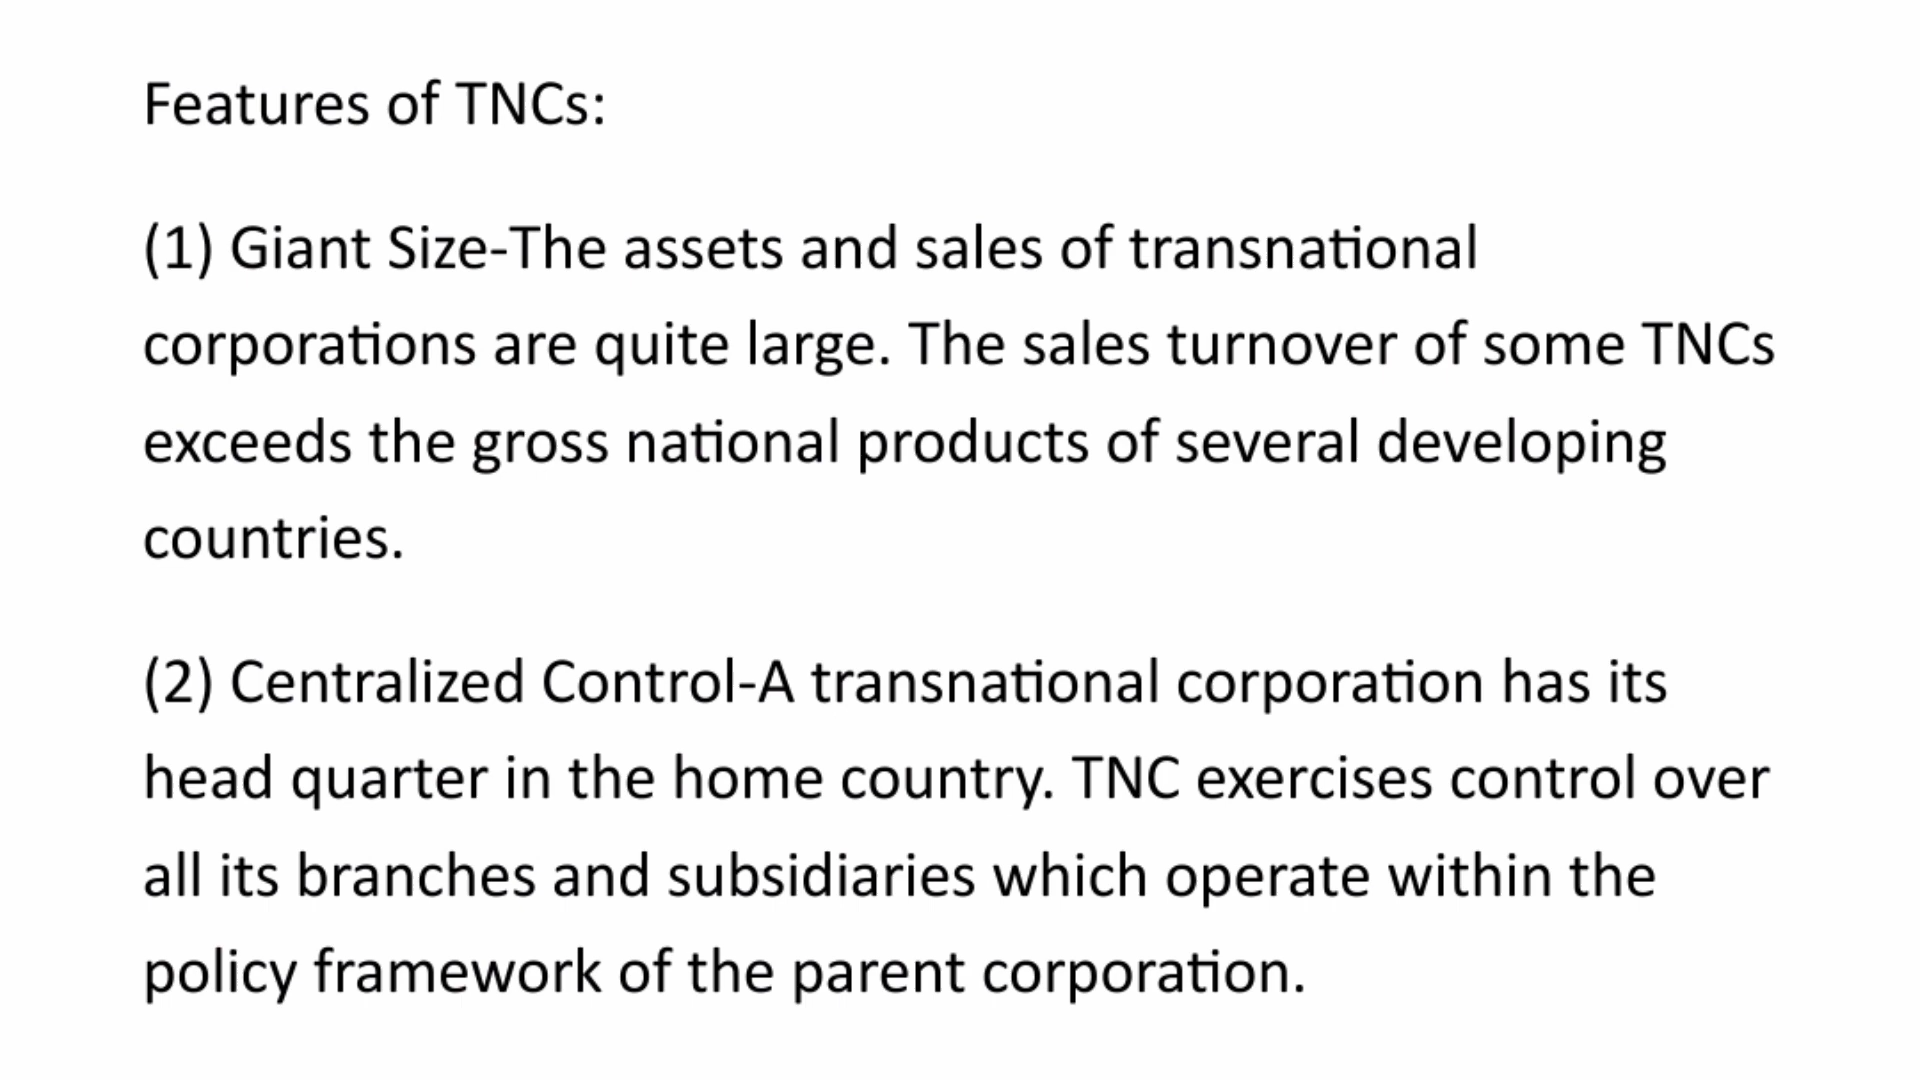 Features of TNCs:
(1) Giant Size-The assets and sales of transnational
corporations are quite large. The sales turnover of some TNCs
exceeds the gross national products of several developing
countries.
(2) Centralized Control-A transnational corporation has its
head quarter in the home country. TNC exercises control over
all its branches and subsidiaries which operate within the
policy framework of the parent corporation.